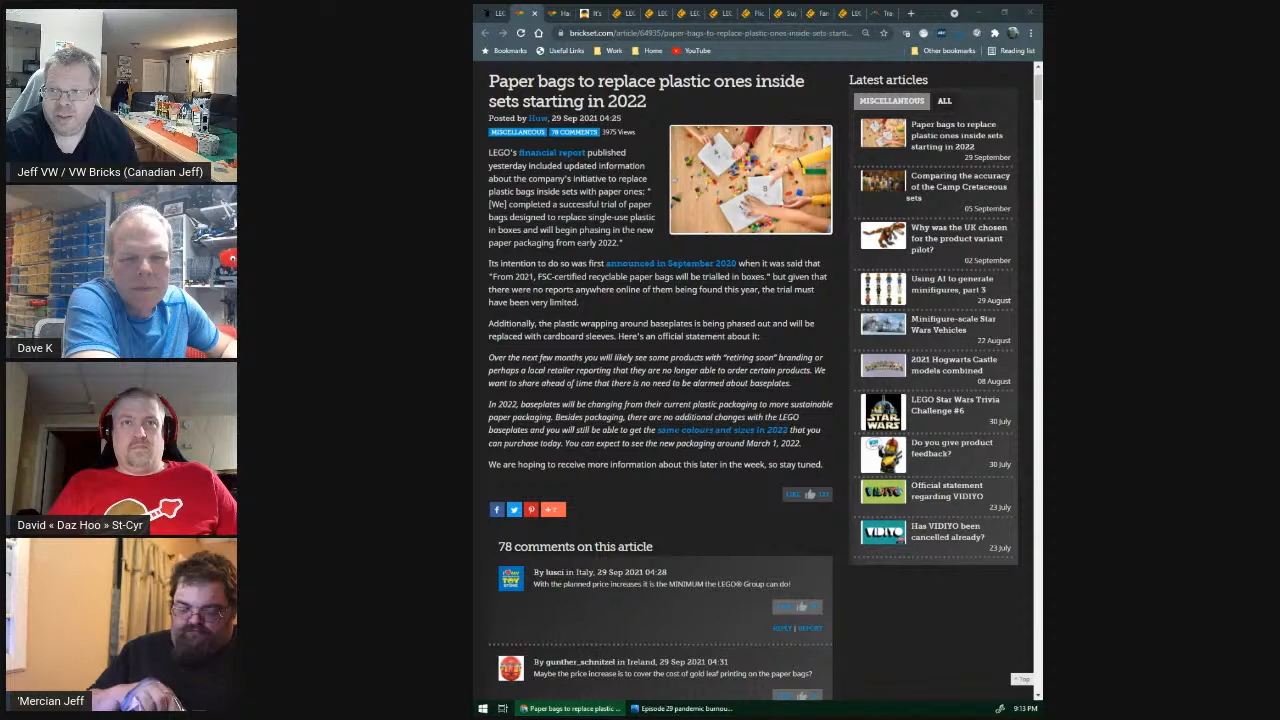 Jeff VW / VW Bricks (Canadian Jeff)
Dave K
David « Daz Hoo » St-Cyr
'Mercian Jeff
brickset.com/article/64935/paper-bags-to-replace-plastic-ones-inside-sets-starti...
Bookmarks
Useful Links
Work
Home
YouTube
Other bookmarks
Reading list
Paper bags to replace plastic ones inside
sets starting in 2022
Posted by Huw, 29 Sep 2021 04:25
MISCELLANEOUS 78 COMMENTS 3975 Views
LEGO's financial report published
yesterday included updated information
about the company's initiative to replace
plastic bags inside sets with paper ones: "
[We] completed a successful trial of paper
bags designed to replace single-use plastic
in boxes and will begin phasing in the new
paper packaging from early 2022."
Its intention to do so was first announced in September 2020 when it was said that
"From 2021, FSC-certified recyclable paper bags will be trialled in boxes." but given that
there were no reports anywhere online of them being found this year, the trial must
have been very limited.
Additionally, the plastic wrapping around baseplates is being phased out and will be
replaced with cardboard sleeves. Here's an official statement about it:
Over the next few months you will likely see some products with "retiring soon" branding or
perhaps a local retailer reporting that they are no longer able to order certain products. We
want to share ahead of time that there is no need to be alarmed about baseplates.
In 2022, baseplates will be changing from their current plastic packaging to more sustainable
paper packaging. Besides packaging, there are no additional changes with the LEGO
baseplates and you will still be able to get the same colours and sizes in 2022 that you
can purchase today. You can expect to see the new packaging around March 1, 2022.
We are hoping to receive more information about this later in the week, so stay tuned.
LIKE
78 comments on this article
By lusci in Italy, 29 Sep 2021 04:28
With the planned price increases it is the MINIMUM the LEGO® Group can do!
REPLY | REPORT
By gunther_schnitzel in Ireland, 29 Sep 2021 04:31
Maybe the price increase is to cover the cost of gold leaf printing on the paper bags?
Latest articles
MISCELLANEOUS ALL
Paper bags to replace
plastic ones inside sets
starting in 2022
29 September
Comparing the accuracy
of the Camp Cretaceous
sets
05 September
Why was the UK chosen
for the product variant
pilot?
02 September
Using AI to generate
minifigures, part 3
29 August
Minifigure-scale Star
Wars Vehicles
22 August
2021 Hogwarts Castle
models combined
08 August
LEGO Star Wars Trivia
Challenge #6
30 July
Do you give product
feedback?
30 July
Official statement
regarding VIDIYO
23 July
Has VIDIYO been
cancelled already?
23 July
^ Top
Paper bags to replace plastic ...
Episode 29 pandemic burnou...
9:13 PM